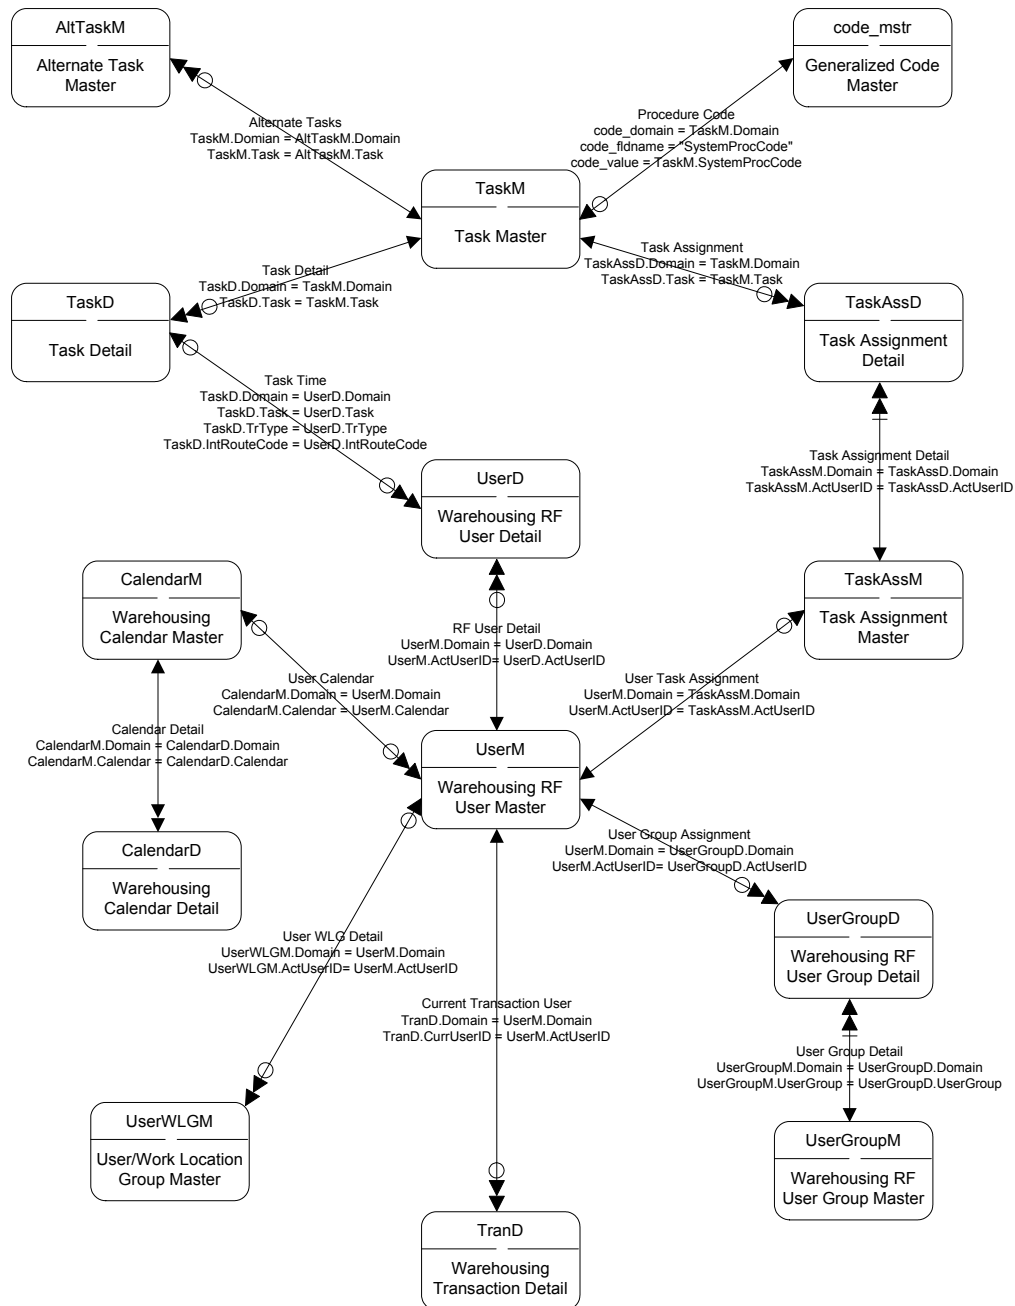 AltTaskM
Alternate Task
Master
code_mstr
Generalized Code
Master
Alternate Tasks
TaskM.Domian = AltTaskM.Domain
TaskM.Task = AltTaskM.Task
Procedure Code
code_domain = TaskM.Domain
code_fldname = "SystemProcCode"
code_value = TaskM.SystemProcCode
TaskM
Task Master
Task Detail
TaskD.Domain = TaskM.Domain
TaskD.Task = TaskM.Task
Task Assignment
TaskAssD.Domain = TaskM.Domain
TaskAssD.Task = TaskM.Task
TaskD
Task Detail
TaskAssD
Task Assignment
Detail
Task Time
TaskD.Domain = UserD.Domain
TaskD.Task = UserD.Task
TaskD.TrType = UserD.TrType
TaskD.IntRouteCode = UserD.IntRouteCode
Task Assignment Detail
TaskAssM.Domain = TaskAssD.Domain
TaskAssM.ActUserID = TaskAssD.ActUserID
UserD
Warehousing RF
User Detail
CalendarM
Warehousing
Calendar Master
TaskAssM
Task Assignment
Master
RF User Detail
UserM.Domain = UserD.Domain
UserM.ActUserID= UserD.ActUserID
User Calendar
CalendarM.Domain = UserM.Domain
CalendarM.Calendar = UserM.Calendar
User Task Assignment
UserM.Domain = TaskAssM.Domain
UserM.ActUserID = TaskAssM.ActUserID
Calendar Detail
CalendarM.Domain = CalendarD.Domain
CalendarM.Calendar = CalendarD.Calendar
UserM
Warehousing RF
User Master
CalendarD
Warehousing
Calendar Detail
User Group Assignment
UserM.Domain = UserGroupD.Domain
UserM.ActUserID= UserGroupD.ActUserID
User WLG Detail
UserWLGM.Domain = UserM.Domain
UserWLGM.ActUserID= UserM.ActUserID
UserGroupD
Warehousing RF
User Group Detail
Current Transaction User
TranD.Domain = UserM.Domain
TranD.CurrUserID = UserM.ActUserID
User Group Detail
UserGroupM.Domain = UserGroupD.Domain
UserGroupM.UserGroup = UserGroupD.UserGroup
UserWLGM
User/Work Location
Group Master
UserGroupM
Warehousing RF
User Group Master
TranD
Warehousing
Transaction Detail